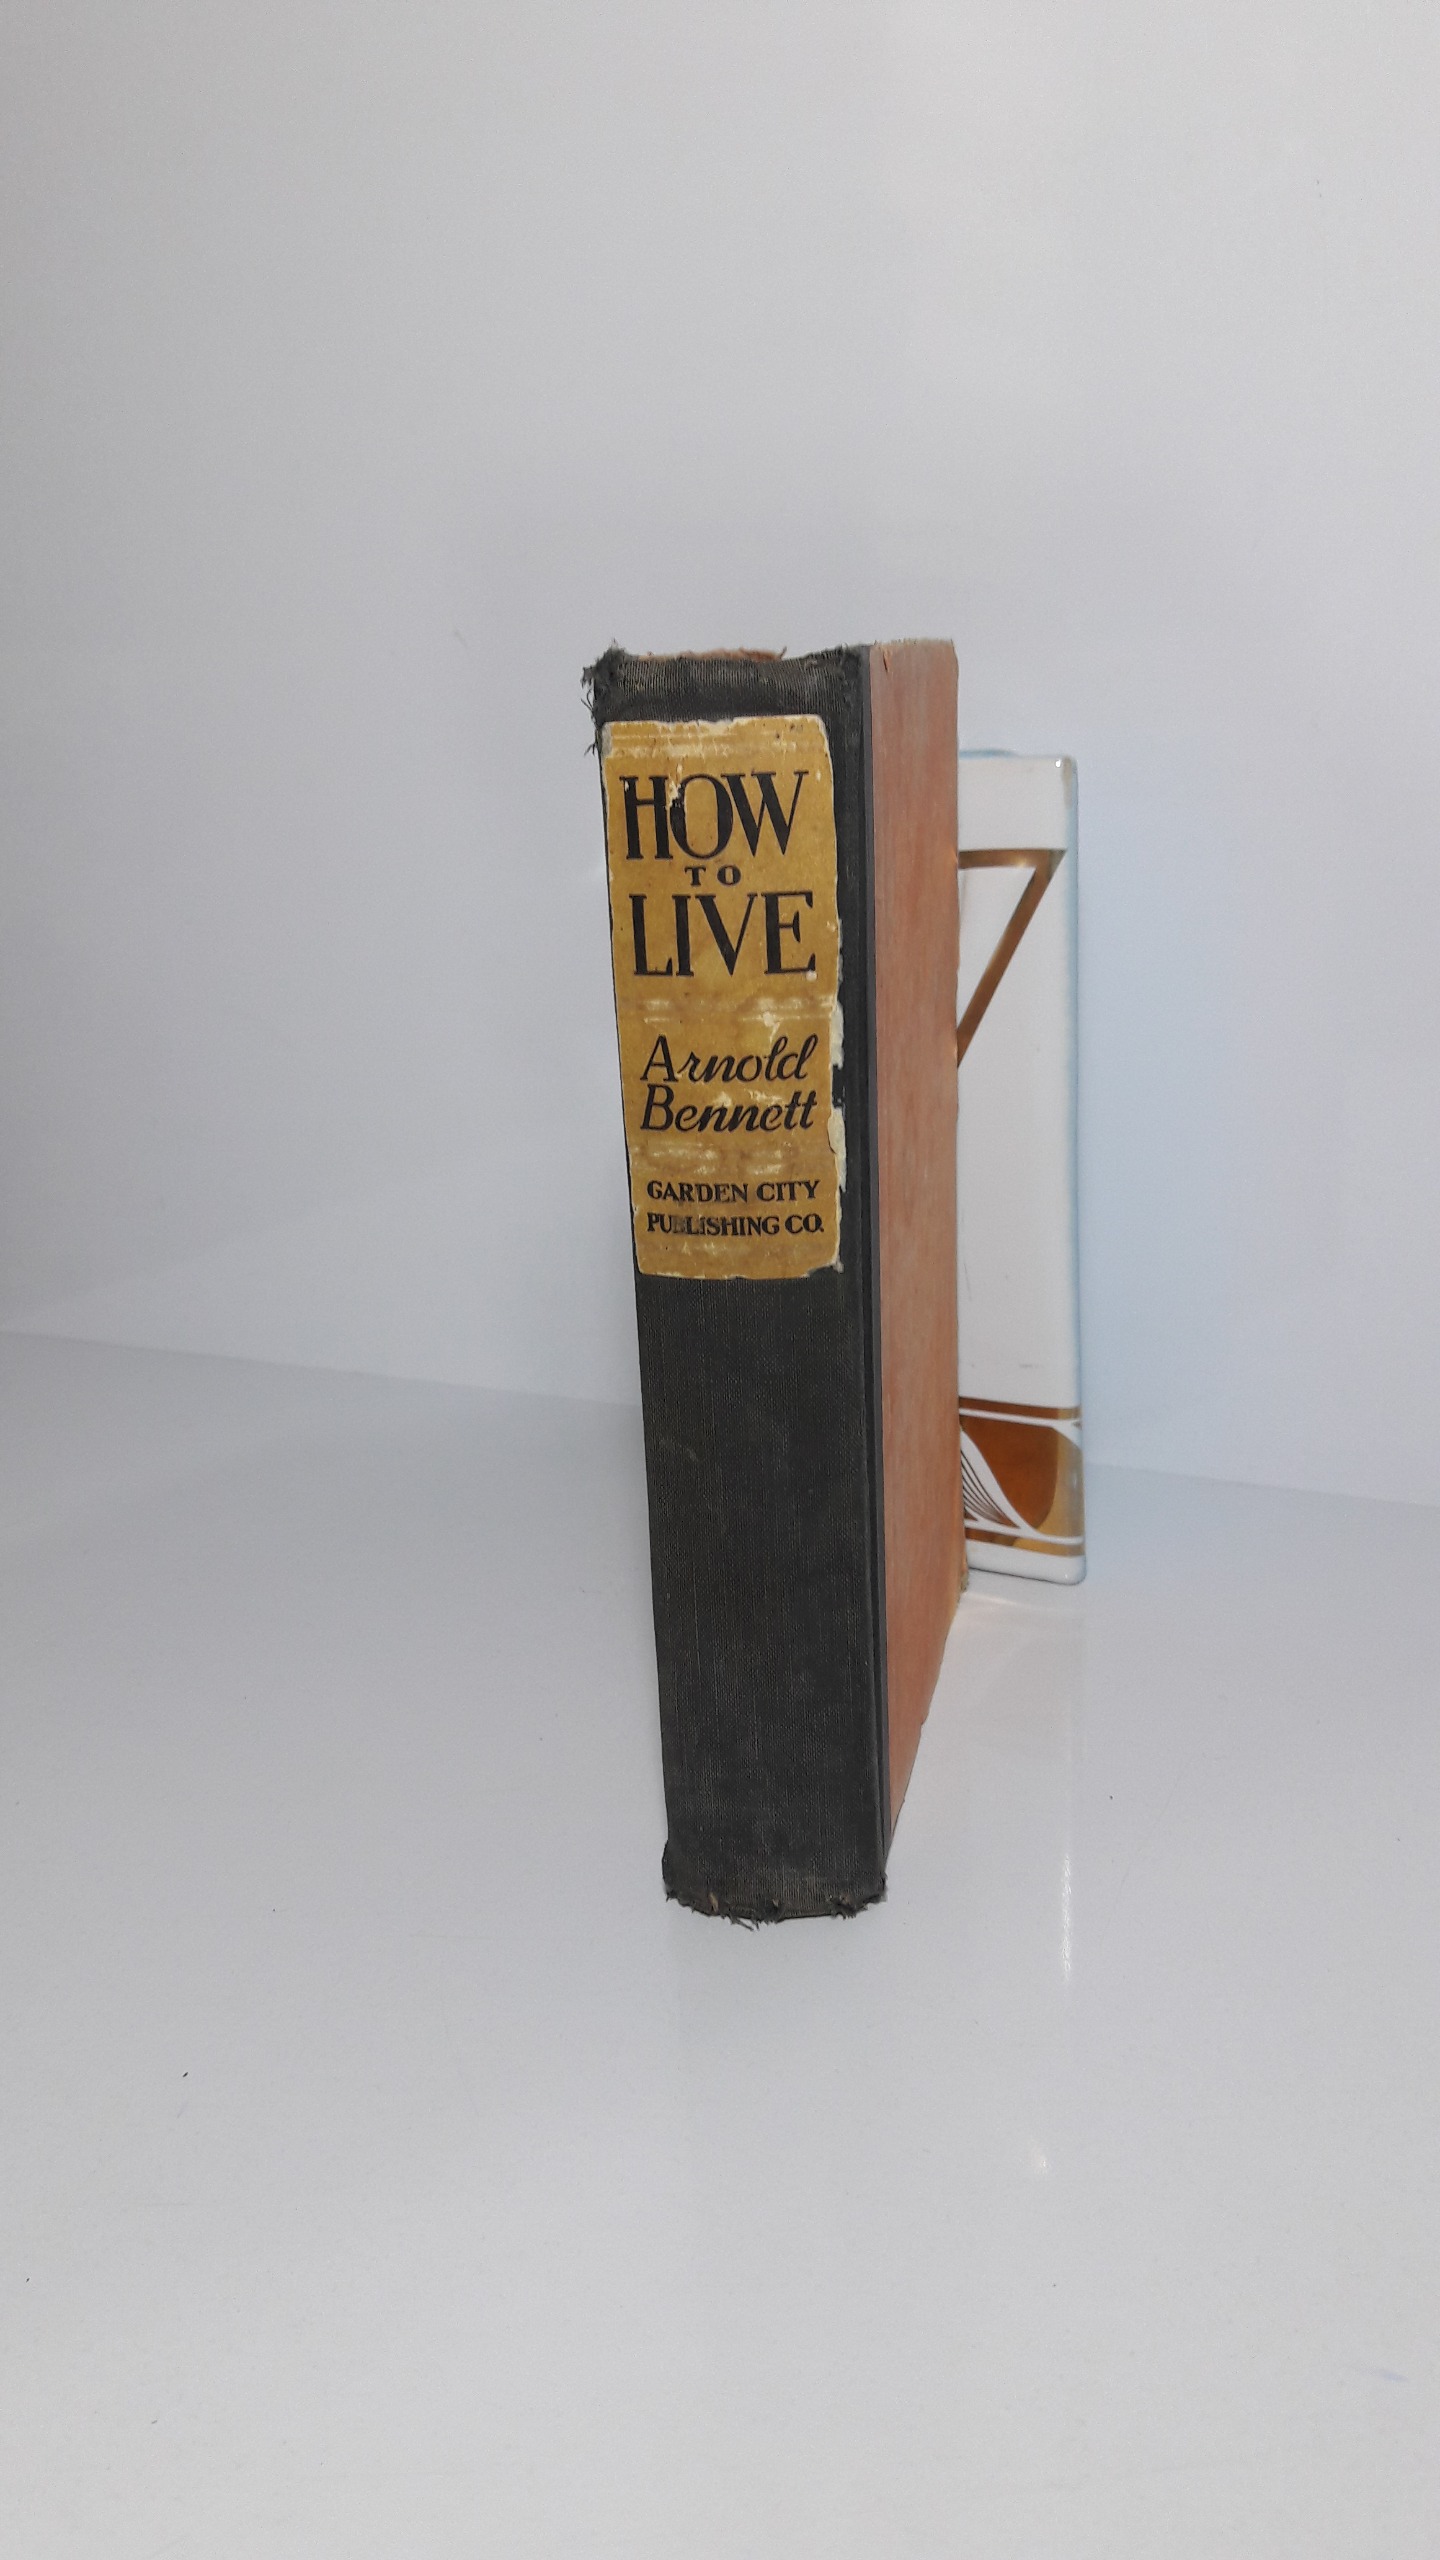 HOW
TO
LIVE
Arnold
Bennett
GARDEN CITY
PUBLISHING CO.